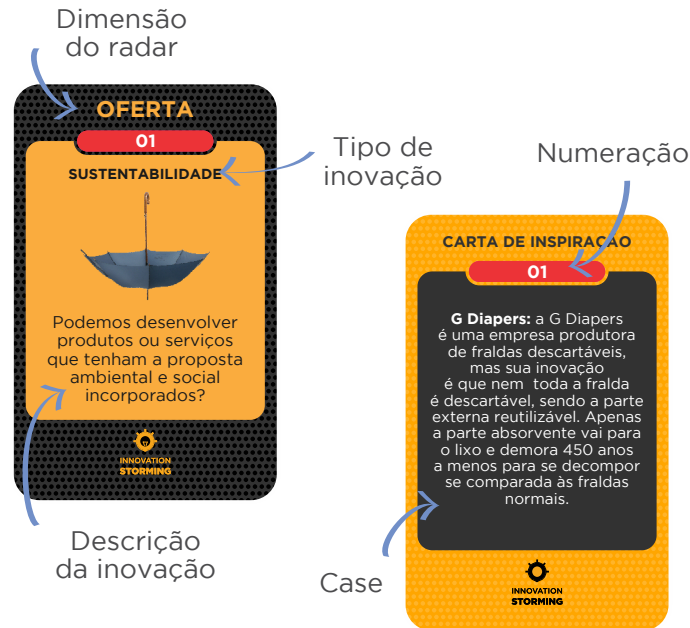 Dimensão
do radar
OFERTA
01
SUSTENTABILIDADE
Podemos desenvolver
produtos ou serviços
que tenham a proposta
ambiental e social
incorporados?
INNOVATION
STORMING
Tipo de
inovação
Descrição
da inovação
Numeração
CARTA DE INSPIRAÇÃO
01
G Diapers: a G Diapers
é uma empresa produtora
de fraldas descartáveis,
mas sua inovação
é que nem toda a fralda
é descartável, sendo a parte
externa reutilizável. Apenas
a parte absorvente vai para
o lixo e demora 450 anos
a menos para se decompor
se comparada às fraldas
normais.
INNOVATION
STORMING
Case